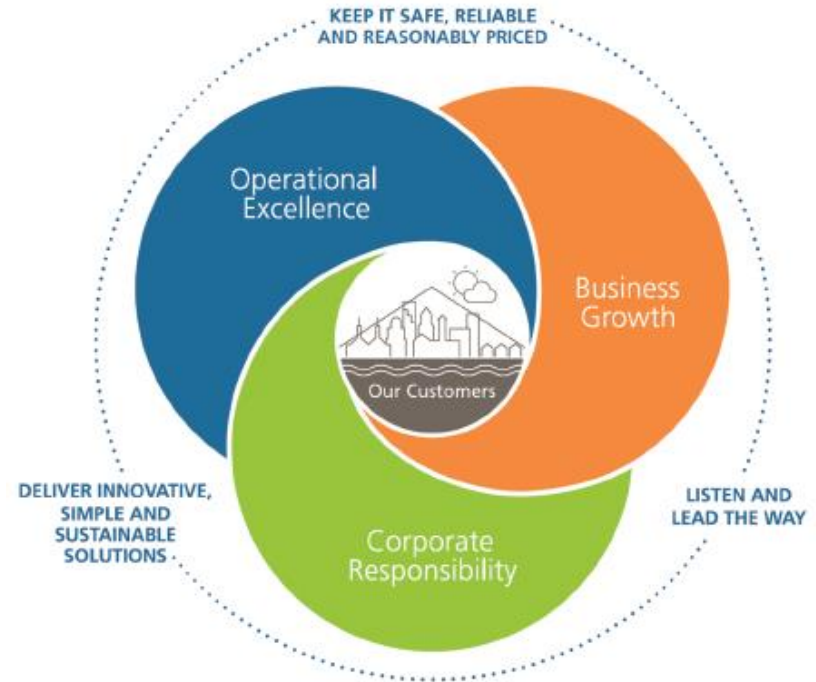 KEEP IT SAFE, RELIABLE
AND REASONABLY PRICED
Operational
Excellence
Business
Growth
Our Customers
DELIVER INNOVATIVE,
SIMPLE AND
SUSTAINABLE
SOLUTIONS
LISTEN AND
LEAD THE WAY
Corporate
Responsibility